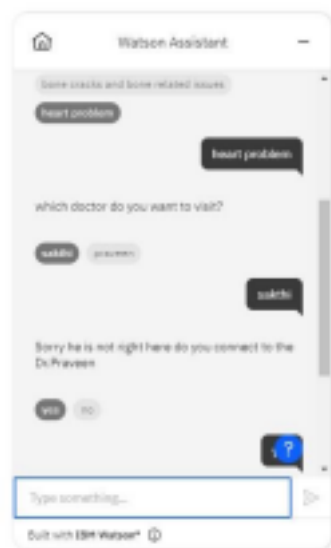 Watson Assistant
bone cracks and bone related issues
heart problem
heart problem
which doctor do you want to visit?
sakthi praveen
sakthi
Sorry he is not right here do you connect to the
Dr.Praveen
yes no
?
Type something...
Built with IBM Watson®